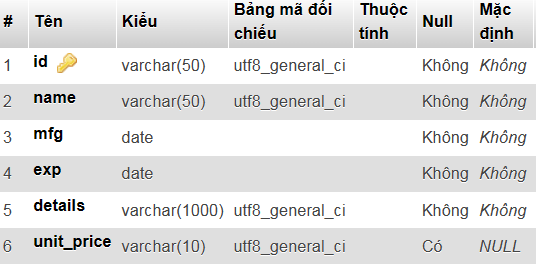 # Tên Kiểu Bảng mã đối chiếu Thuộc tính Null Mặc định
1 id varchar(50) utf8_general_ci Không Không
2 name varchar(50) utf8_general_ci Không Không
3 mfg date Không Không
4 exp date Không Không
5 details varchar(1000) utf8_general_ci Không Không
6 unit_price varchar(10) utf8_general_ci Có NULL